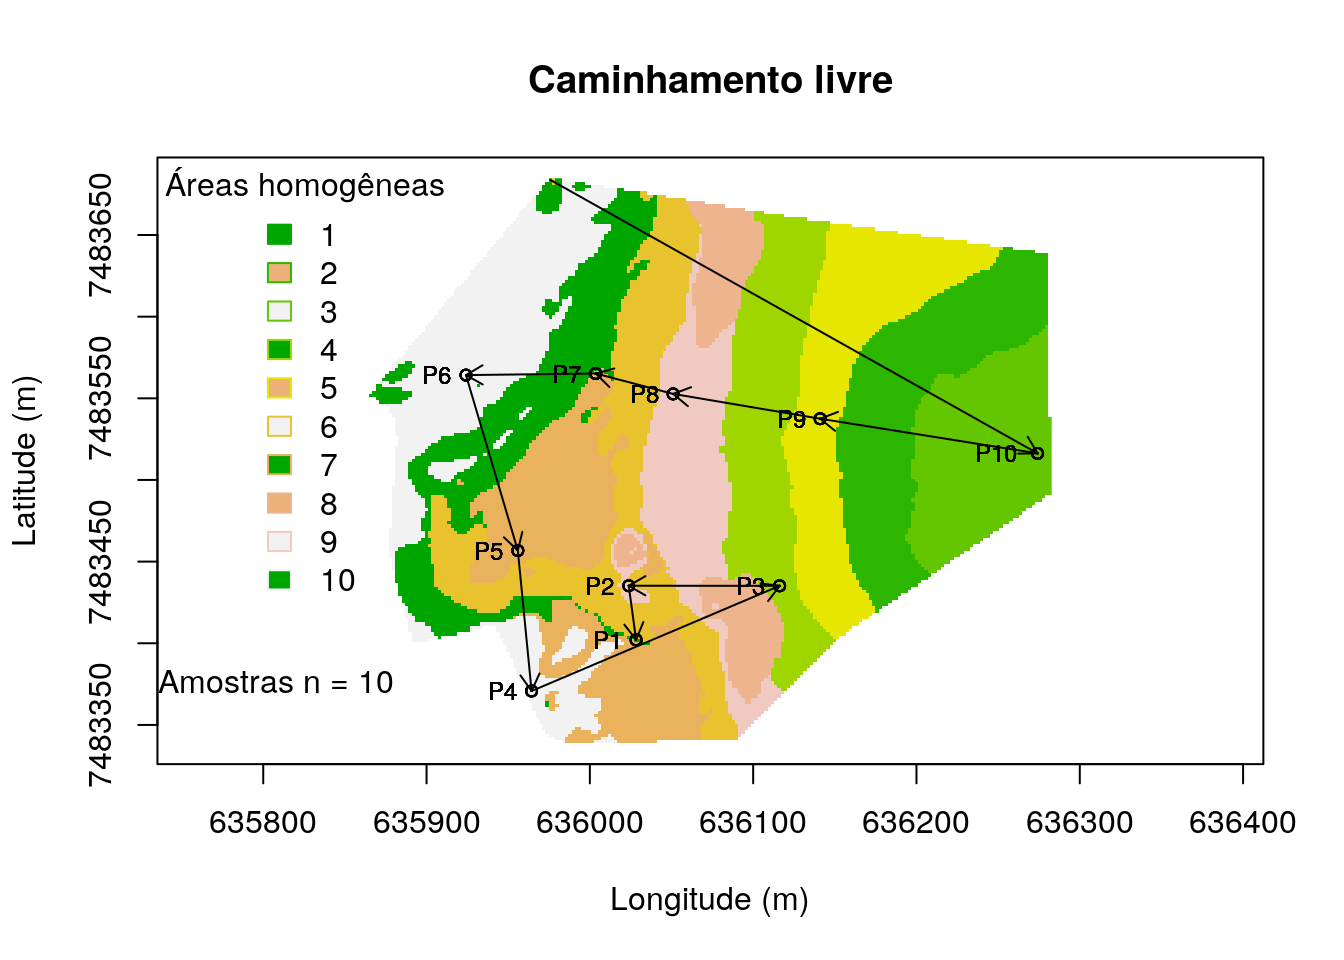 Caminhamento livre
Áreas homogêneas
1
2
3
4
5
6
7
8
9
10
Amostras n = 10
P6
P7
P8
P9
P10
P5
P2
P3
P1
P4
7483650
7483550
7483450
7483350
Latitude (m)
635800
635900
636000
636100
636200
636300
636400
Longitude (m)